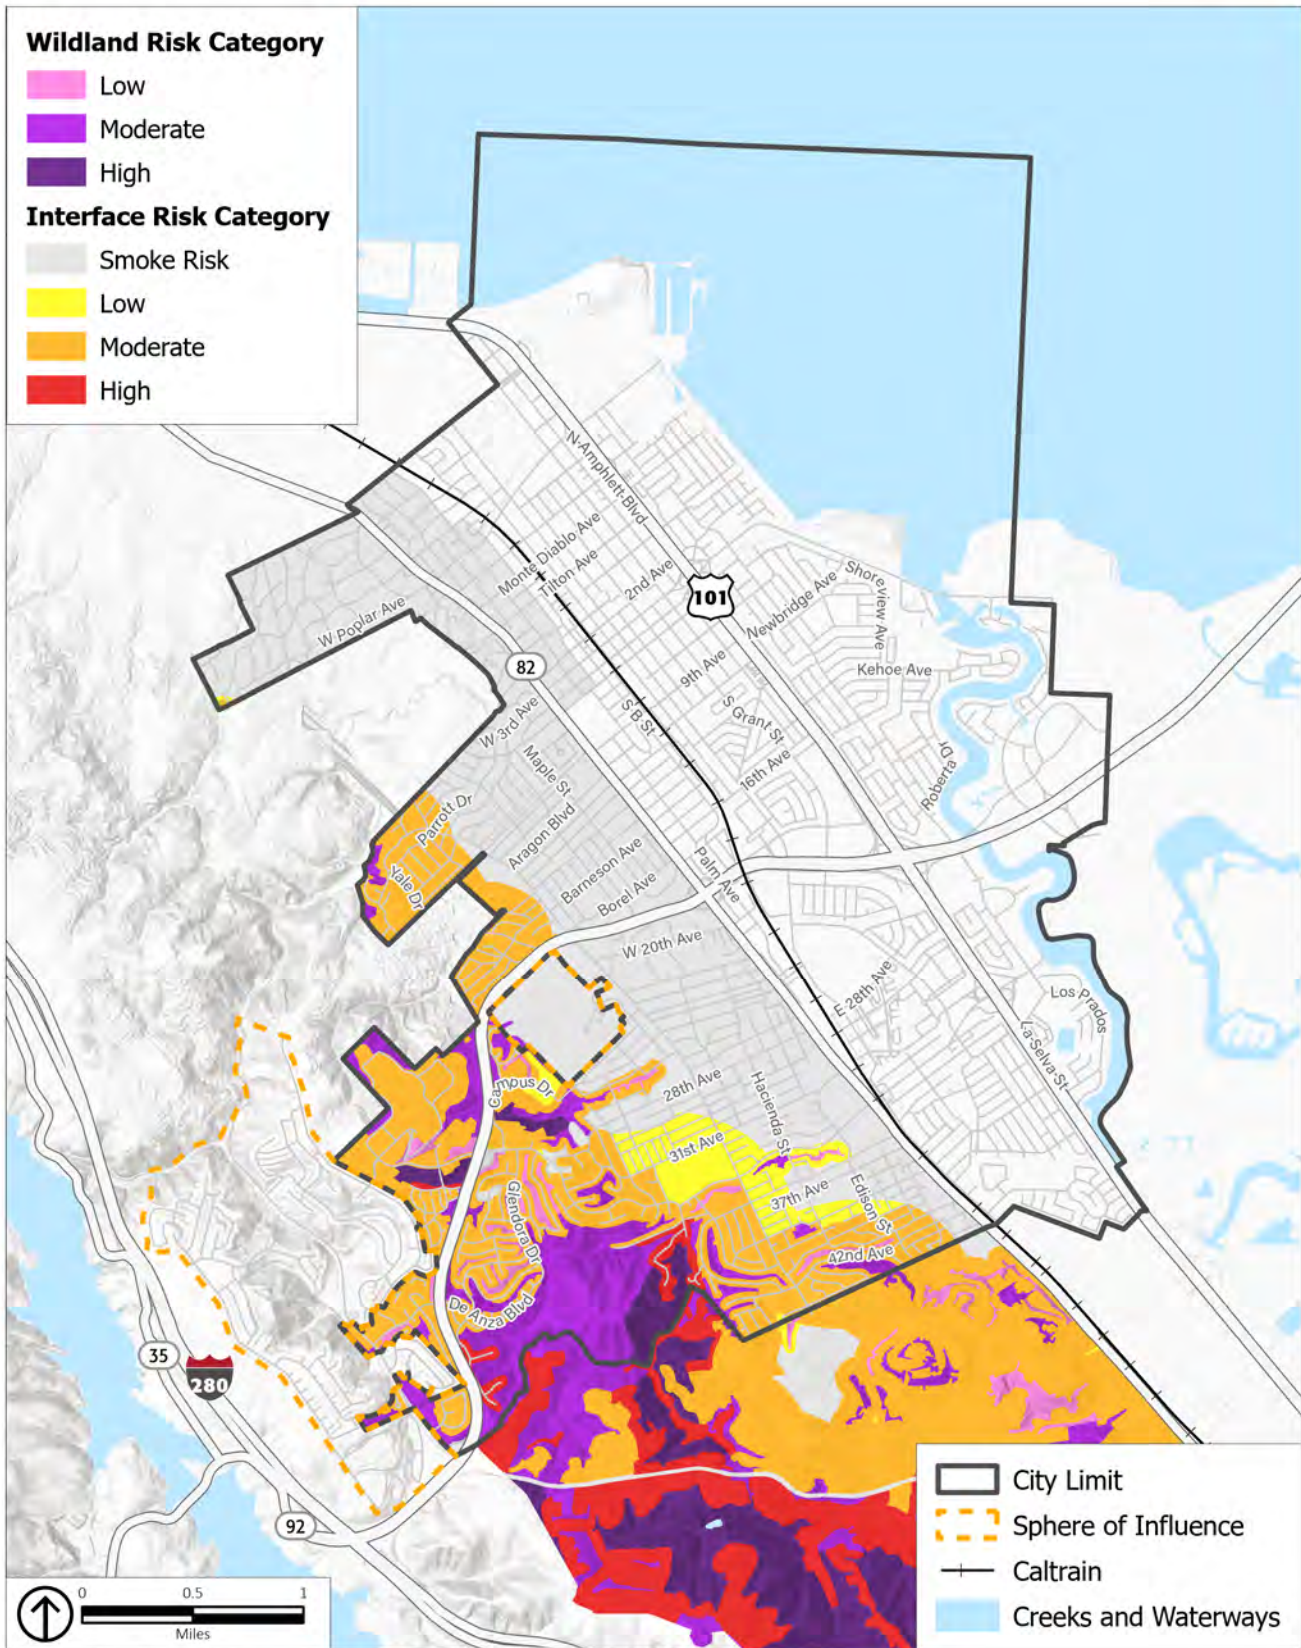 Wildland Risk Category
Low
Moderate
High
Interface Risk Category
Smoke Risk
Low
Moderate
High
N Amphlett Blvd
Monte Diablo Ave
Tilton Ave
2nd Ave
101
Shoreview Ave
Newbridge Ave
W Poplar Ave
82
9th Ave
Kehoe Ave
S B St
S Grant St
W 3rd Ave
Maple St
16th Ave
Roberta Dr
Parrott Dr
Aragon Blvd
Yale Dr
Barneson Ave
Palm Ave
Borel Ave
W 20th Ave
E 28th Ave
Los Prados
La Selva St
Campus Dr
28th Ave
Hacienda St
31st Ave
37th Ave
Edison St
Glendora Dr
42nd Ave
De Anza Blvd
35
280
92
City Limit
Sphere of Influence
Caltrain
Creeks and Waterways
0 0.5 1
Miles